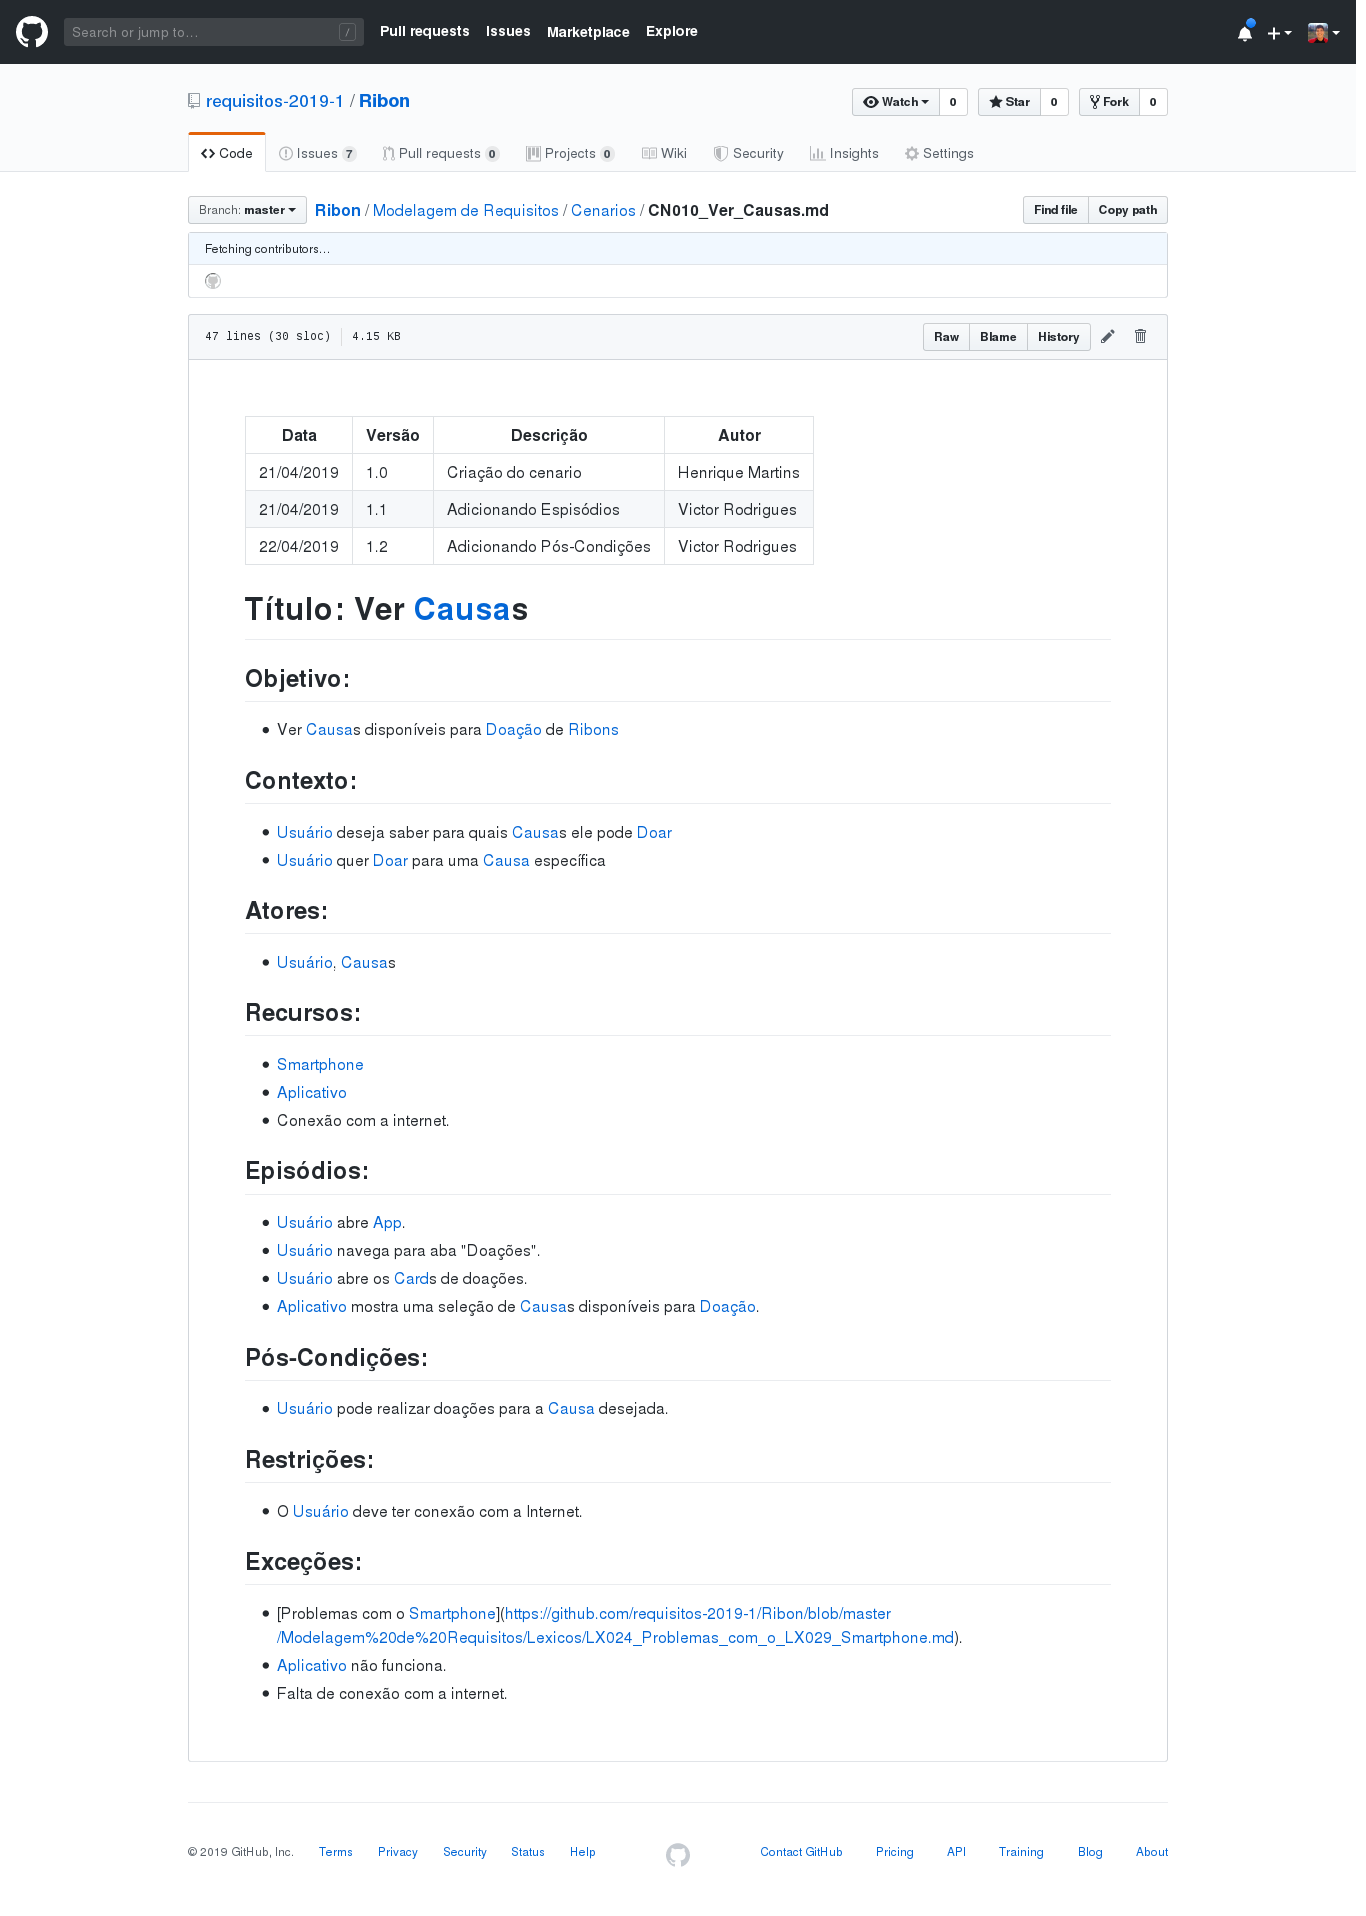 Search or jump to... / Pull requests Issues Marketplace Explore
requisitos-2019-1 / Ribon Watch 0 Star 0 Fork 0
Code Issues 7 Pull requests 0 Projects 0 Wiki Security Insights Settings
Branch: master Ribon / Modelagem de Requisitos / Cenarios / CN010_Ver_Causas.md Find file Copy path
Fetching contributors…
47 lines (30 sloc) 4.15 KB Raw Blame History
Data Versão Descrição Autor
21/04/2019 1.0 Criação do cenario Henrique Martins
21/04/2019 1.1 Adicionando Espisódios Victor Rodrigues
22/04/2019 1.2 Adicionando Pós-Condições Victor Rodrigues
Título: Ver Causas
Objetivo:
• Ver Causas disponíveis para Doação de Ribons
Contexto:
• Usuário deseja saber para quais Causas ele pode Doar
• Usuário quer Doar para uma Causa específica
Atores:
• Usuário, Causas
Recursos:
• Smartphone
• Aplicativo
• Conexão com a internet.
Episódios:
• Usuário abre App.
• Usuário navega para aba "Doações".
• Usuário abre os Cards de doações.
• Aplicativo mostra uma seleção de Causas disponíveis para Doação.
Pós-Condições:
• Usuário pode realizar doações para a Causa desejada.
Restrições:
• O Usuário deve ter conexão com a Internet.
Exceções:
• [Problemas com o Smartphone](https://github.com/requisitos-2019-1/Ribon/blob/master
/Modelagem%20de%20Requisitos/Lexicos/LX024_Problemas_com_o_LX029_Smartphone.md).
• Aplicativo não funciona.
• Falta de conexão com a internet.
© 2019 GitHub, Inc. Terms Privacy Security Status Help Contact GitHub Pricing API Training Blog About